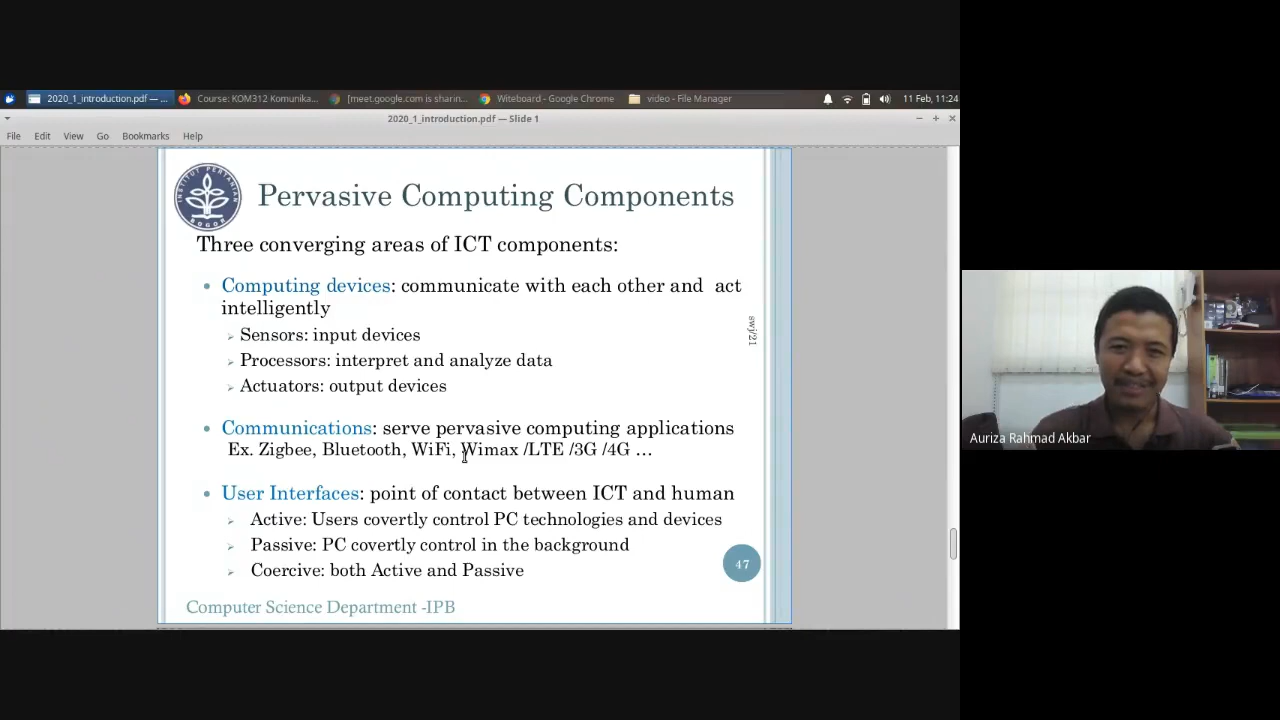 2020_1_introduction.pdf — ...
Course: KOM312 Komunika...
[meet.google.com is sharin...
Witeboard - Google Chrome
video - File Manager
11 Feb, 11:24
2020_1_introduction.pdf — Slide 1
File Edit View Go Bookmarks Help
INSTITUT PERTANIAN
BOGOR
Pervasive Computing Components
Three converging areas of ICT components:
Computing devices: communicate with each other and act
intelligently
Sensors: input devices
Processors: interpret and analyze data
Actuators: output devices
swj/21
Communications: serve pervasive computing applications
Ex. Zigbee, Bluetooth, WiFi, Wimax /LTE /3G /4G ...
User Interfaces: point of contact between ICT and human
Active: Users covertly control PC technologies and devices
Passive: PC covertly control in the background
Coercive: both Active and Passive
47
Computer Science Department -IPB
Auriza Rahmad Akbar